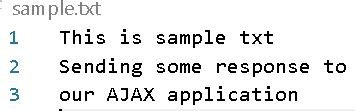 sample.txt
1 This is sample txt
2 Sending some response to
3 our AJAX application